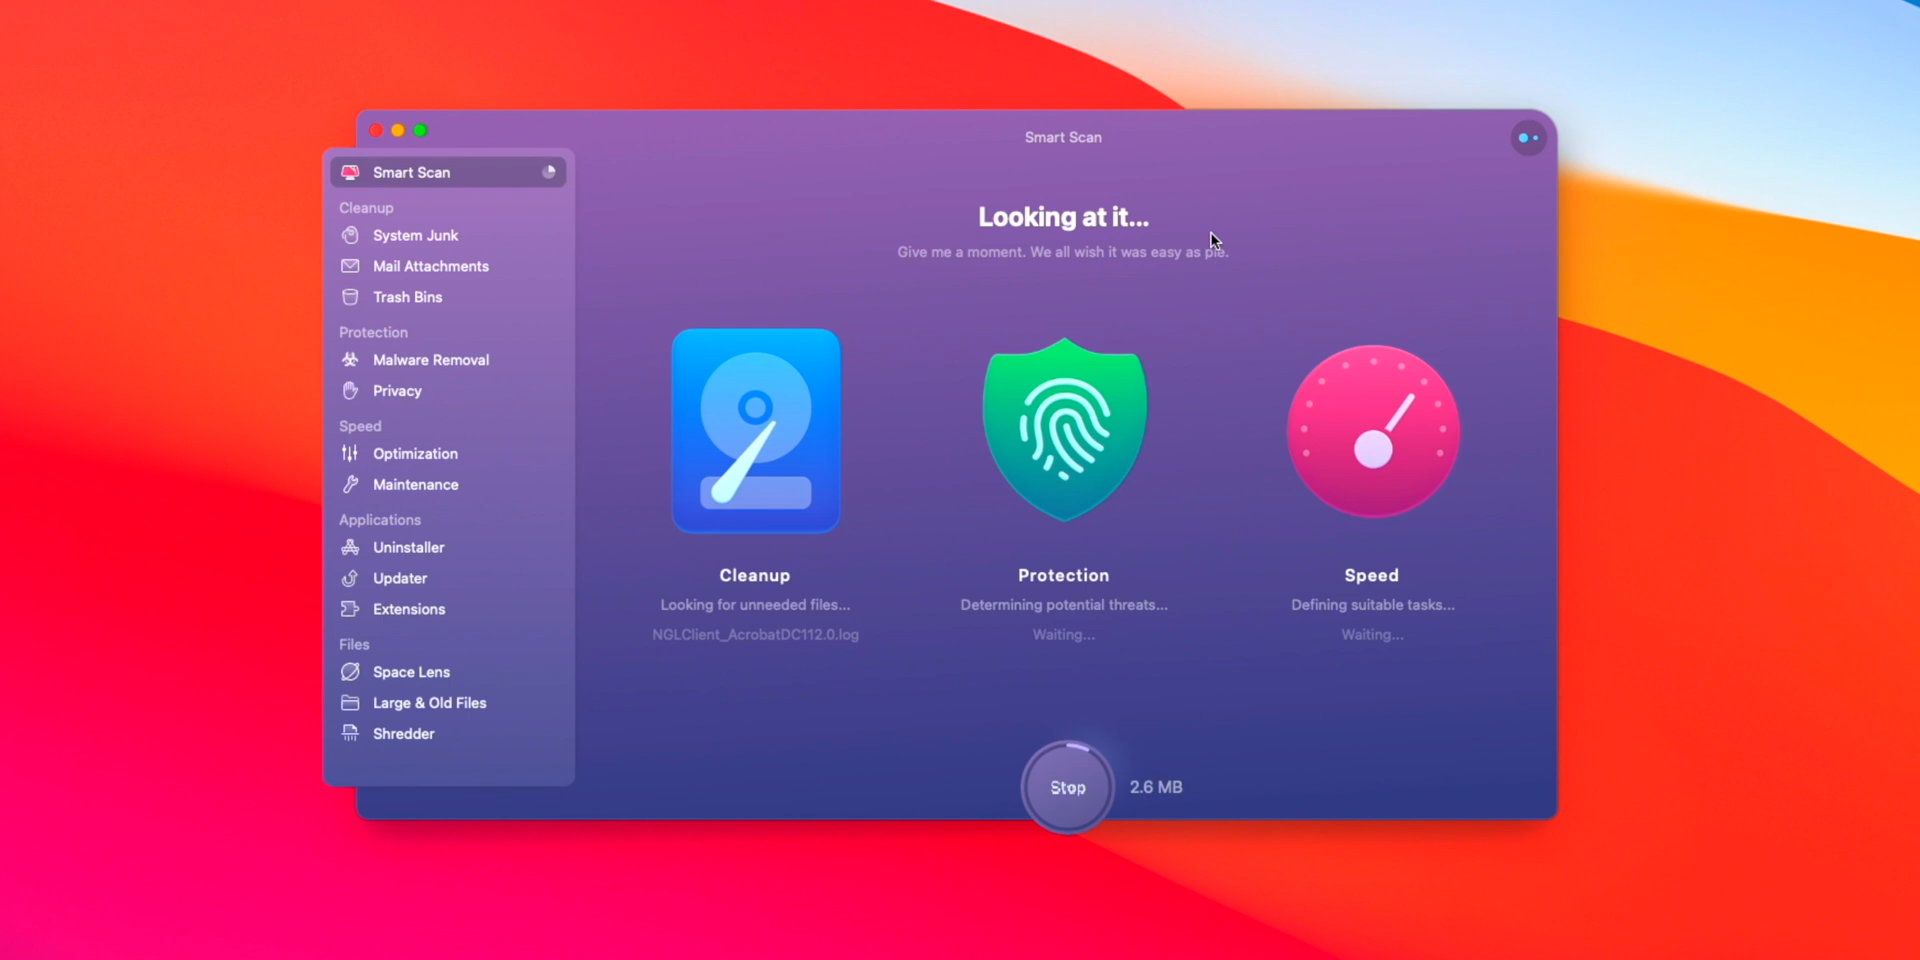 Smart Scan
Smart Scan
Cleanup
System Junk
Mail Attachments
Trash Bins
Protection
Malware Removal
Privacy
Speed
Optimization
Maintenance
Applications
Uninstaller
Updater
Extensions
Files
Space Lens
Large & Old Files
Shredder
Looking at it...
Give me a moment. We all wish it was easy as pie.
Cleanup
Looking for unneeded files...
NGLClient_AcrobatDC112.0.log
Protection
Determining potential threats...
Waiting...
Speed
Defining suitable tasks...
Waiting...
Stop
2.6 MB